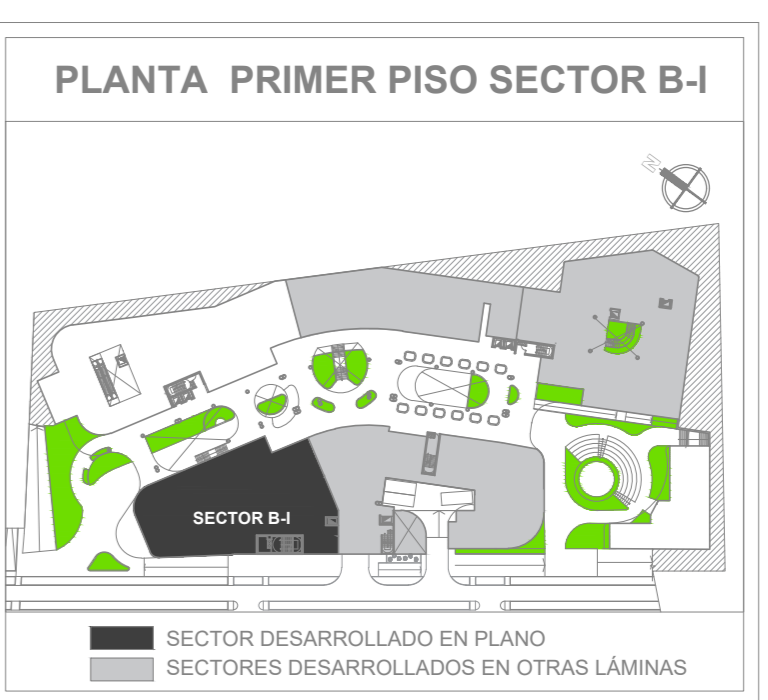 PLANTA PRIMER PISO SECTOR B-I
N
SECTOR B-I
SECTOR DESARROLLADO EN PLANO
SECTORES DESARROLLADOS EN OTRAS LÁMINAS